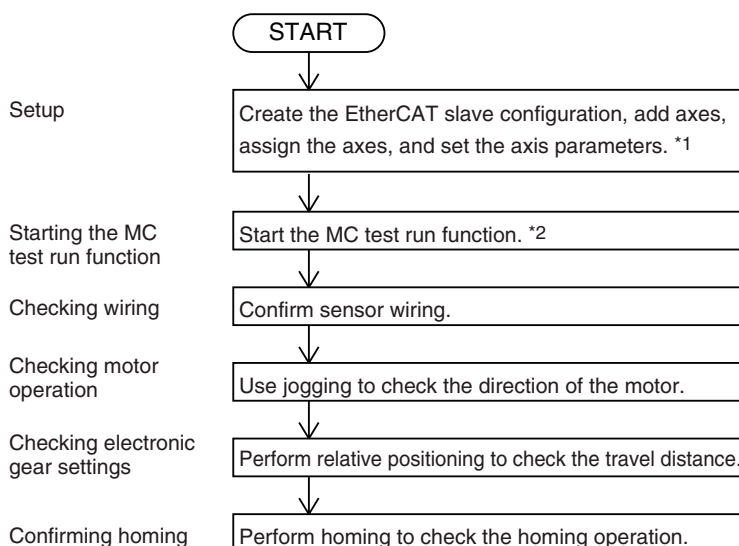 START
Setup
Create the EtherCAT slave configuration, add axes,
assign the axes, and set the axis parameters. *1
Starting the MC
test run function
Start the MC test run function. *2
Checking wiring
Confirm sensor wiring.
Checking motor
operation
Use jogging to check the direction of the motor.
Checking electronic
gear settings
Perform relative positioning to check the travel distance.
Confirming homing
Perform homing to check the homing operation.